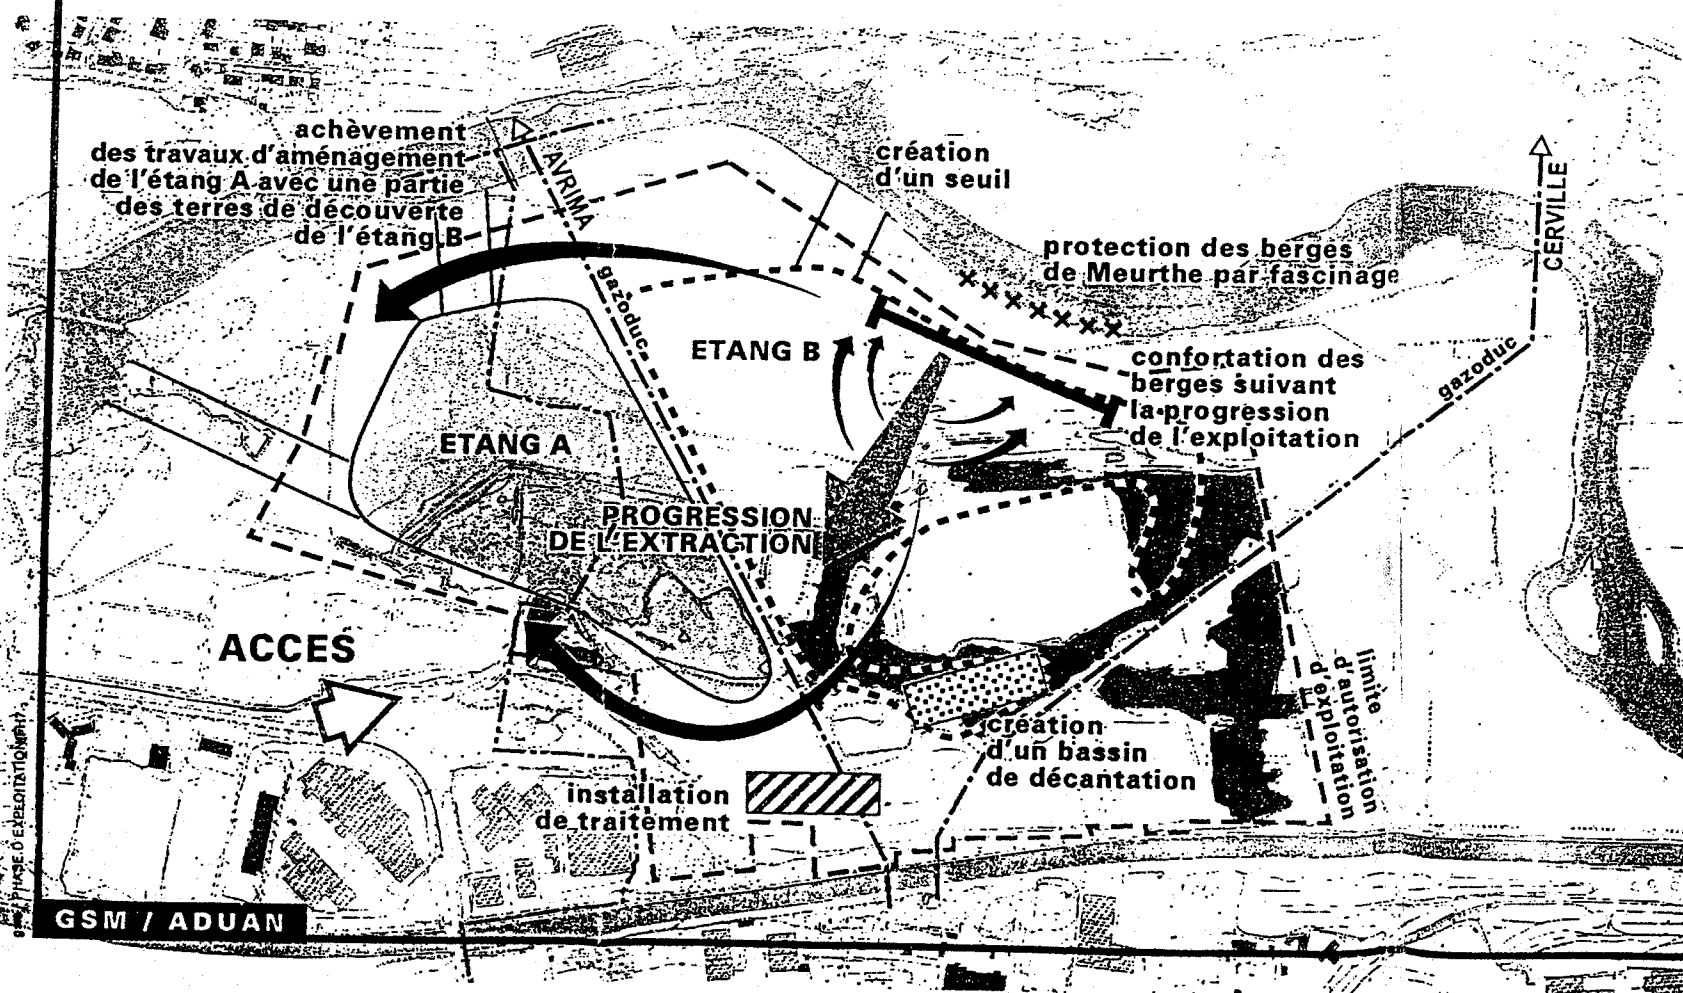 achèvement
des travaux d'aménagement
de l'étang A avec une partie
des terres de découverte
de l'étang B
AVRIMA
gazoduc
création
d'un seuil
protection des berges
de Meurthe par fascinage
CERVILLE
gazoduc
ETANG B
confortation des
berges suivant
la progression
de l'exploitation
ETANG A
PROGRESSION
DE L'EXTRACTION
ACCES
limite
d'autorisation
d'exploitation
création
d'un bassin
de décantation
installation
de traitement
GSM / ADUAN